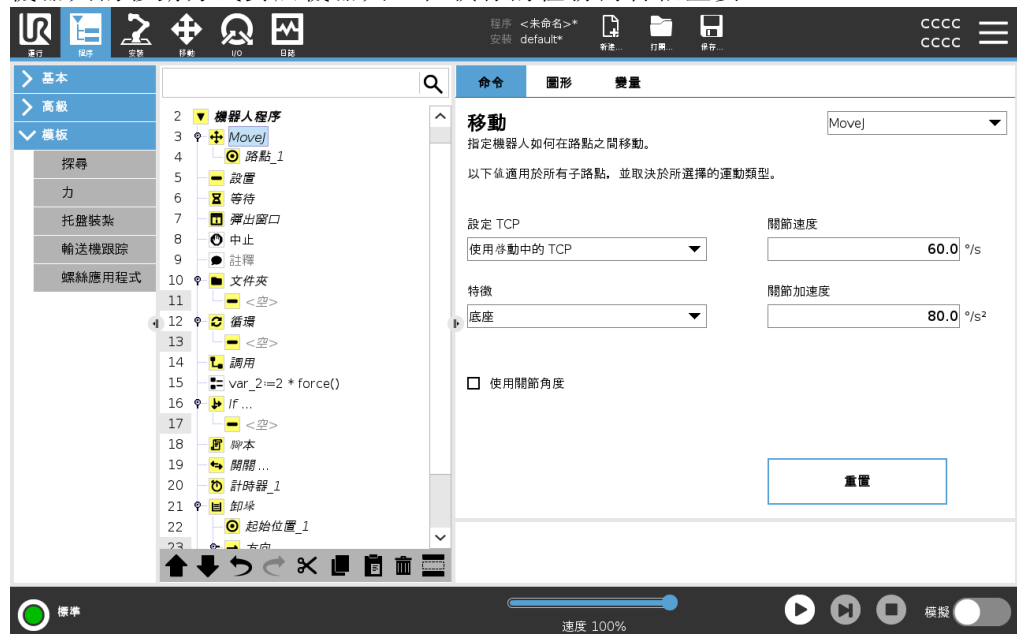 UR
運行
程序
安裝
移動
I/O
日誌
程序 <未命名>*
安裝 default*
新建...
打開...
保存...
cccc
cccc
基本
高級
模板
探尋
力
托盤裝紮
輸送機跟踪
螺絲應用程式
2 機器人程序
3 MoveJ
4 路點_1
5 設置
6 等待
7 彈出窗口
8 中止
9 註釋
10 文件夾
11 <空>
12 循環
13 <空>
14 調用
15 var_2≔2 * force()
16 If ...
17 <空>
18 腳本
19 開關 ...
20 計時器_1
21 卸垛
22 起始位置_1
23 方向
命令
圖形
變量
移動
MoveJ
指定機器人如何在路點之間移動。
以下值適用於所有子路點，並取決於所選擇的運動類型。
設定 TCP
關節速度
使用啓動中的 TCP
60.0 °/s
特徵
關節加速度
底座
80.0 °/s²
使用關節角度
重置
標準
速度 100%
模擬